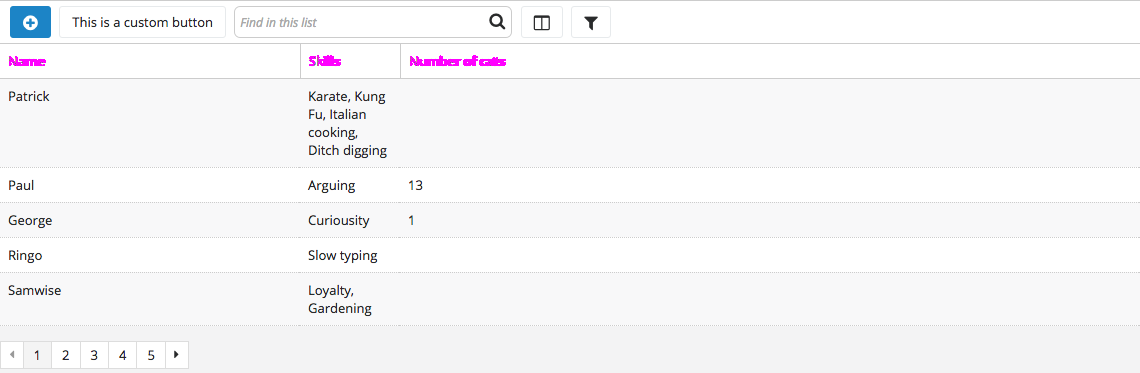 This is a custom button
Find in this list
Name Skills Number of cats
Patrick Karate, Kung
Fu, Italian
cooking,
Ditch digging
Paul Arguing 13
George Curiousity 1
Ringo Slow typing
Samwise Loyalty,
Gardening
1 2 3 4 5